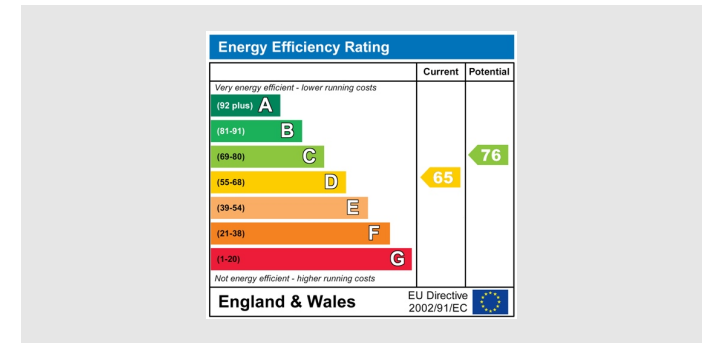 Energy Efficiency Rating
Current Potential
Very energy efficient - lower running costs
(92 plus) A
(81-91) B
(69-80) C
76
(55-68) D
65
(39-54) E
(21-38) F
(1-20) G
Not energy efficient - higher running costs
England & Wales
EU Directive
2002/91/EC